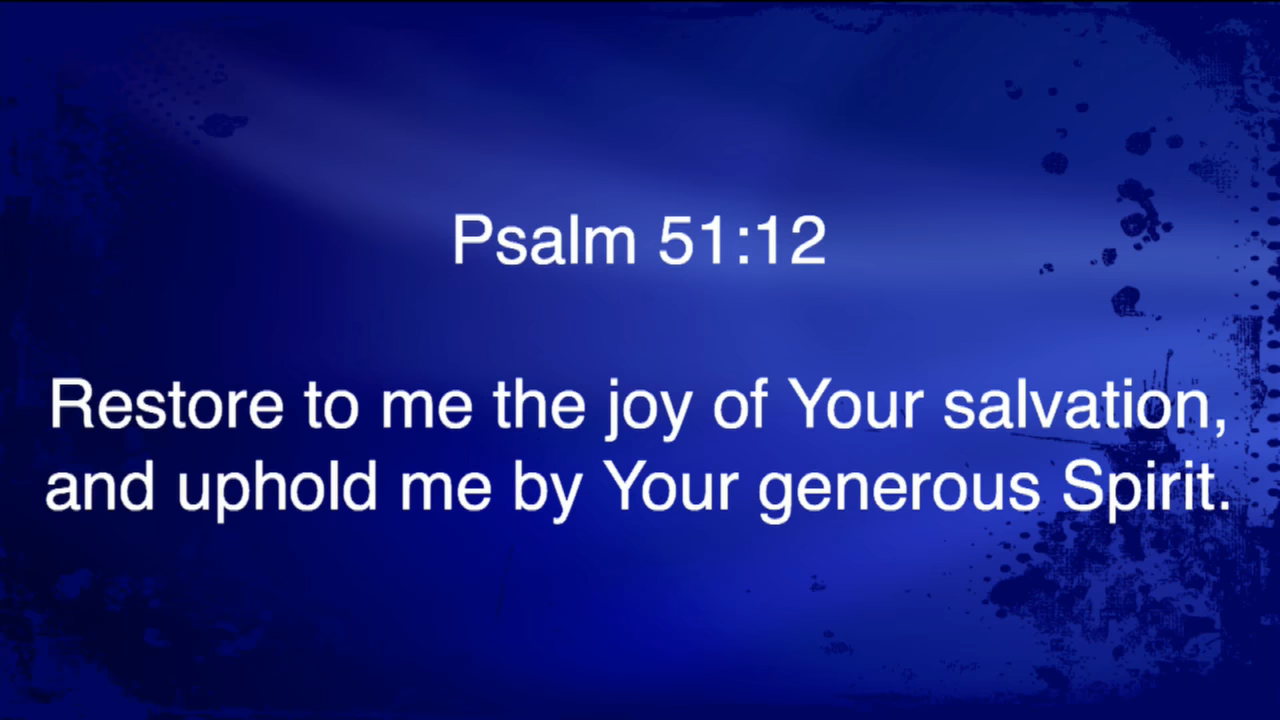 Psalm 51:12
Restore to me the joy of Your salvation,
and uphold me by Your generous Spirit.